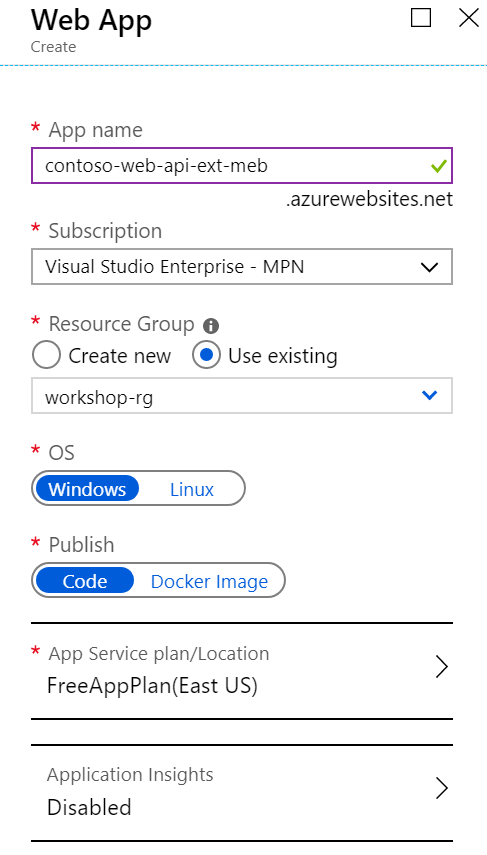 Web App
Create
* App name
contoso-web-api-ext-meb
.azurewebsites.net
* Subscription
Visual Studio Enterprise - MPN
* Resource Group
Create new Use existing
workshop-rg
* OS
Windows Linux
* Publish
Code Docker Image
* App Service plan/Location
FreeAppPlan(East US)
Application Insights
Disabled